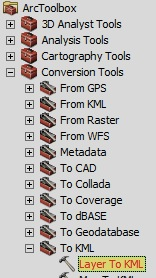 ArcToolbox
3D Analyst Tools
Analysis Tools
Cartography Tools
Conversion Tools
From GPS
From KML
From Raster
From WFS
Metadata
To CAD
To Collada
To Coverage
To dBASE
To Geodatabase
To KML
Layer To KML